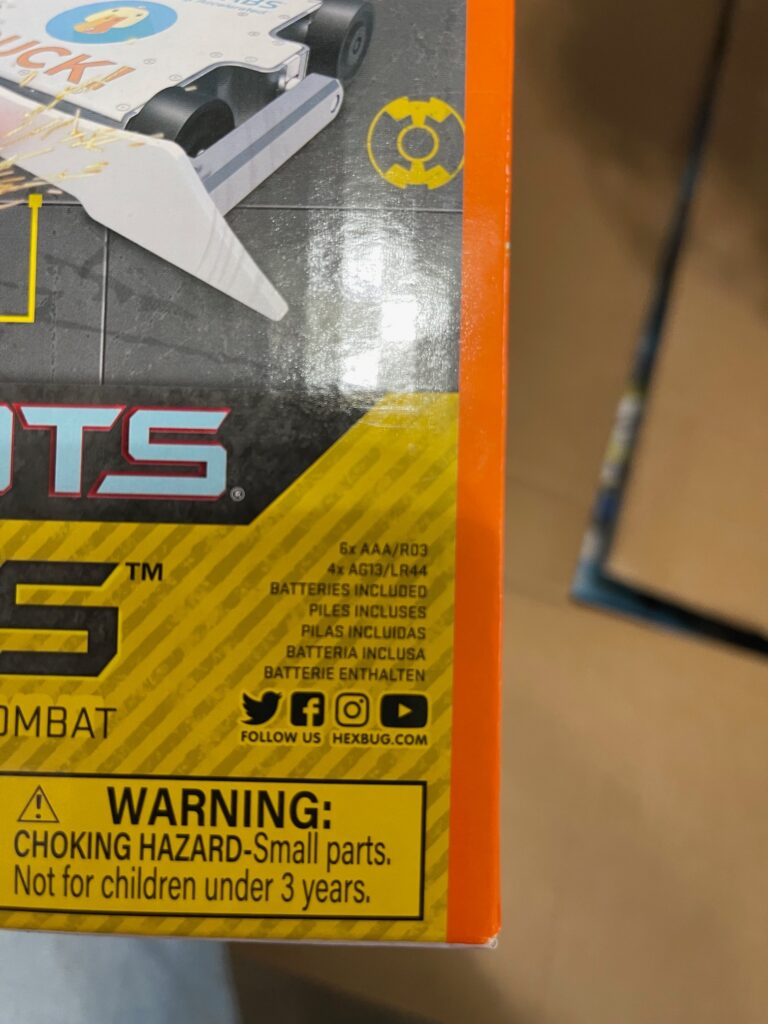 UCK!
OTS®
S™
OMBAT
6x AAA/R03
4x AG13/LR44
BATTERIES INCLUDED
PILES INCLUSES
PILAS INCLUIDAS
BATTERIA INCLUSA
BATTERIE ENTHALTEN
FOLLOW US HEXBUG.COM
WARNING:
CHOKING HAZARD-Small parts.
Not for children under 3 years.